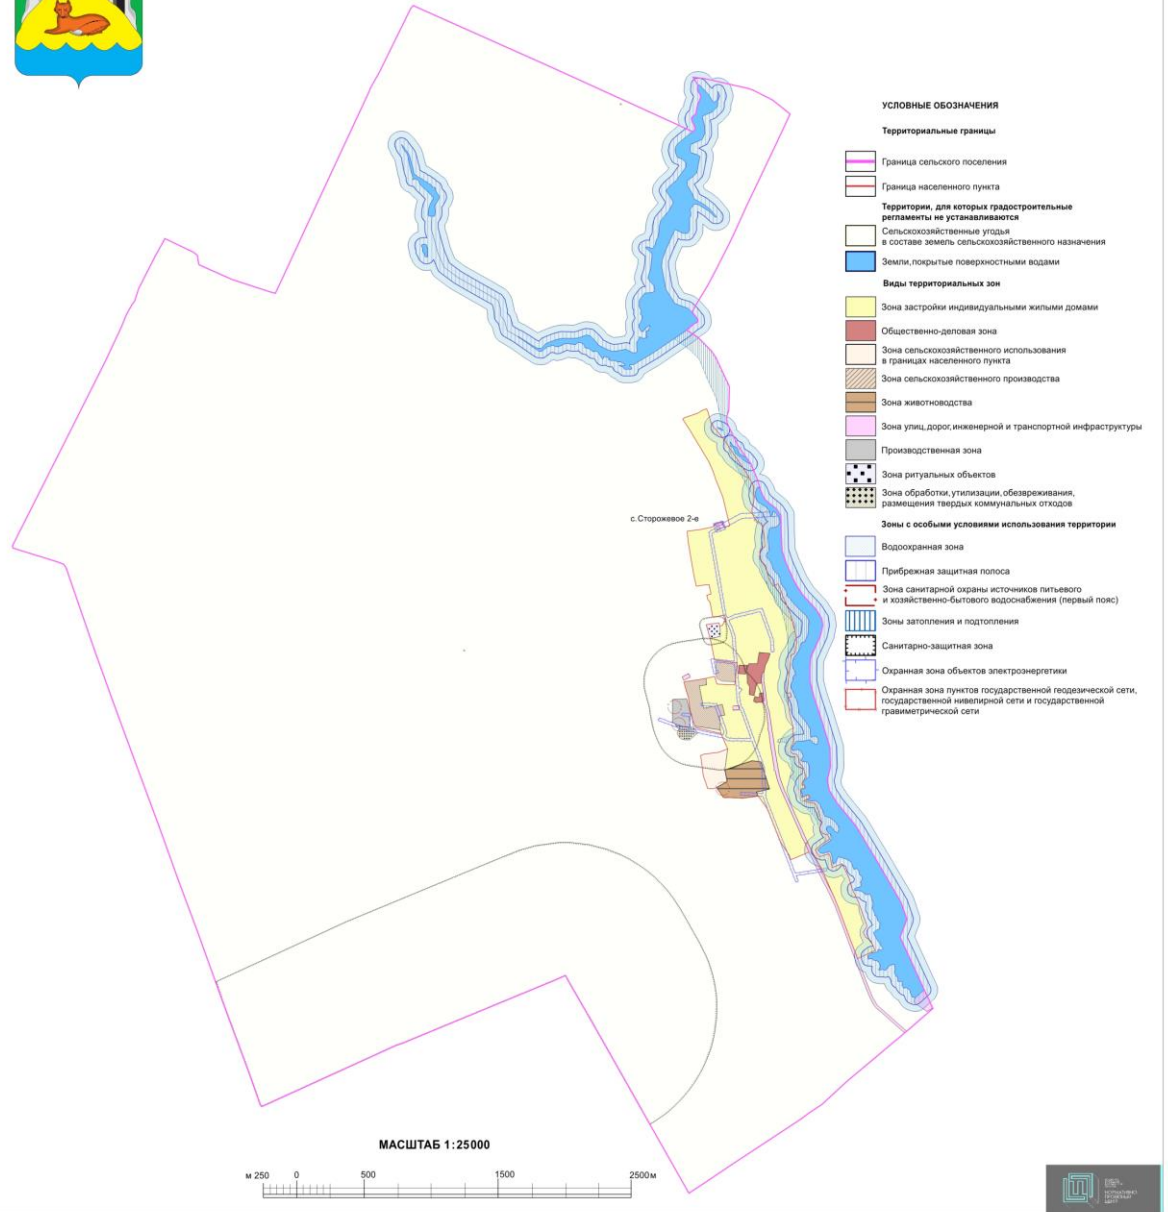 УСЛОВНЫЕ ОБОЗНАЧЕНИЯ
Территориальные границы
Граница сельского поселения
Граница населенного пункта
Территории, для которых градостроительные
регламенты не устанавливаются
Сельскохозяйственные угодья
в составе земель сельскохозяйственного назначения
Земли, покрытые поверхностными водами
Виды территориальных зон
Зона застройки индивидуальными жилыми домами
Общественно-деловая зона
Зона сельскохозяйственного использования
в границах населенного пункта
Зона сельскохозяйственного производства
Зона животноводства
Зона улиц, дорог, инженерной и транспортной инфраструктуры
Производственная зона
Зона ритуальных объектов
Зона обработки, утилизации, обезвреживания,
размещения твердых коммунальных отходов
Зоны с особыми условиями использования территории
Водоохранная зона
Прибрежная защитная полоса
Зона санитарной охраны источников питьевого
и хозяйственно-бытового водоснабжения (первый пояс)
Зоны затопления и подтопления
Санитарно-защитная зона
Охранная зона объектов электроэнергетики
Охранная зона пунктов государственной геодезической сети,
государственной нивелирной сети и государственной
гравиметрической сети
с.Сторожевое 2-е
МАСШТАБ 1:25000
м 250 0 500 1500 2500м